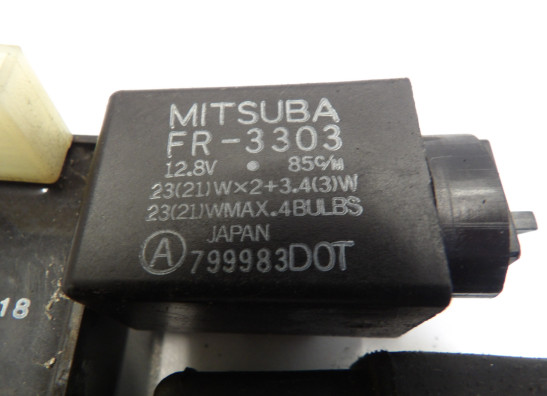 MITSUBA
FR-3303
12.8V • 85c/M
23(21)W×2+3.4(3)W
23(21)WMAX.4BULBS
JAPAN
Ⓐ 799983DOT
18